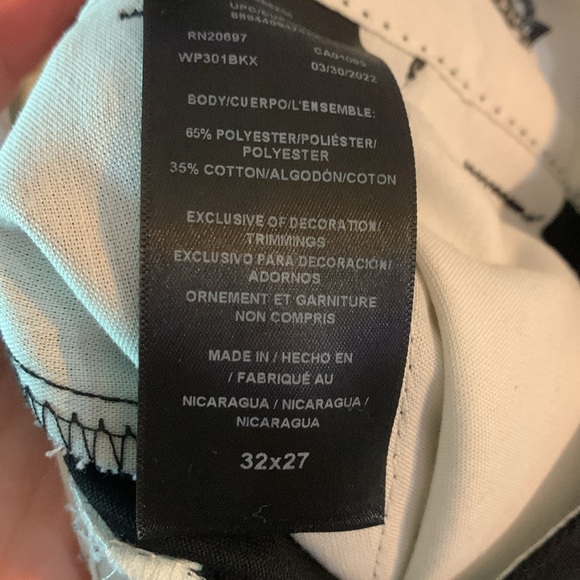 RN20697
CA01095
WP301BKX
03/30/2022
BODY/CUERPO/L'ENSEMBLE:
65% POLYESTER/POLIÉSTER/
POLYESTER
35% COTTON/ALGODÓN/COTON
EXCLUSIVE OF DECORATION/
TRIMMINGS
EXCLUSIVO PARA DECORACIÓN/
ADORNOS
ORNEMENT ET GARNITURE
NON COMPRIS
MADE IN / HECHO EN
/ FABRIQUÉ AU
NICARAGUA / NICARAGUA /
NICARAGUA
32x27